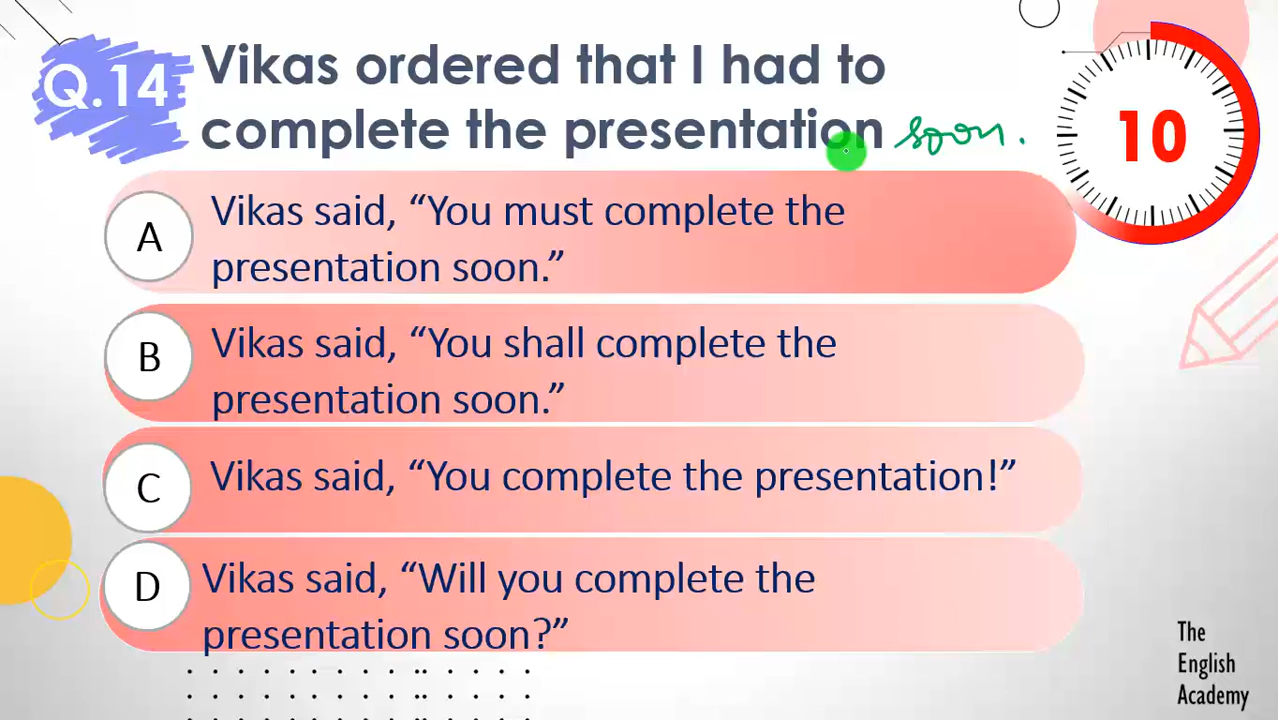 Q.14
Vikas ordered that I had to
complete the presentation soon.
10
A
Vikas said, “You must complete the
presentation soon.”
B
Vikas said, “You shall complete the
presentation soon.”
C
Vikas said, “You complete the presentation!”
D
Vikas said, “Will you complete the
presentation soon?”
The
English
Academy